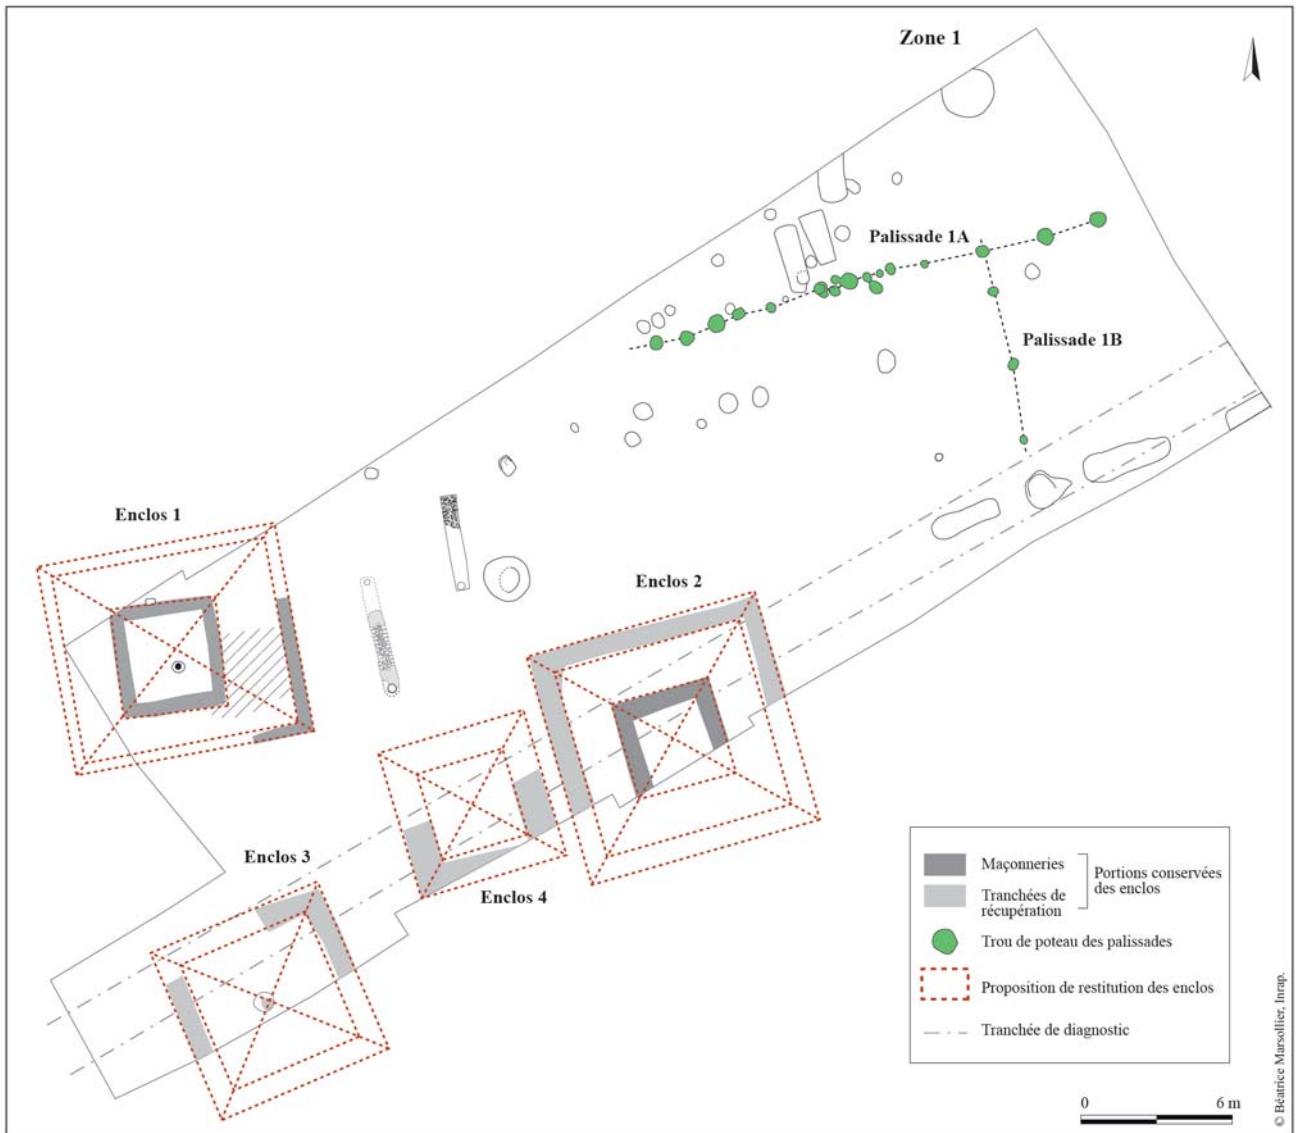 Zone 1
Palissade 1A
Palissade 1B
Enclos 1
Enclos 2
Enclos 3
Enclos 4
Maçonneries
Tranchées de
récupération
Portions conservées
des enclos
Trou de poteau des palissades
Proposition de restitution des enclos
Tranchée de diagnostic
0 6 m
© Béatrice Marsollier, Inrap.